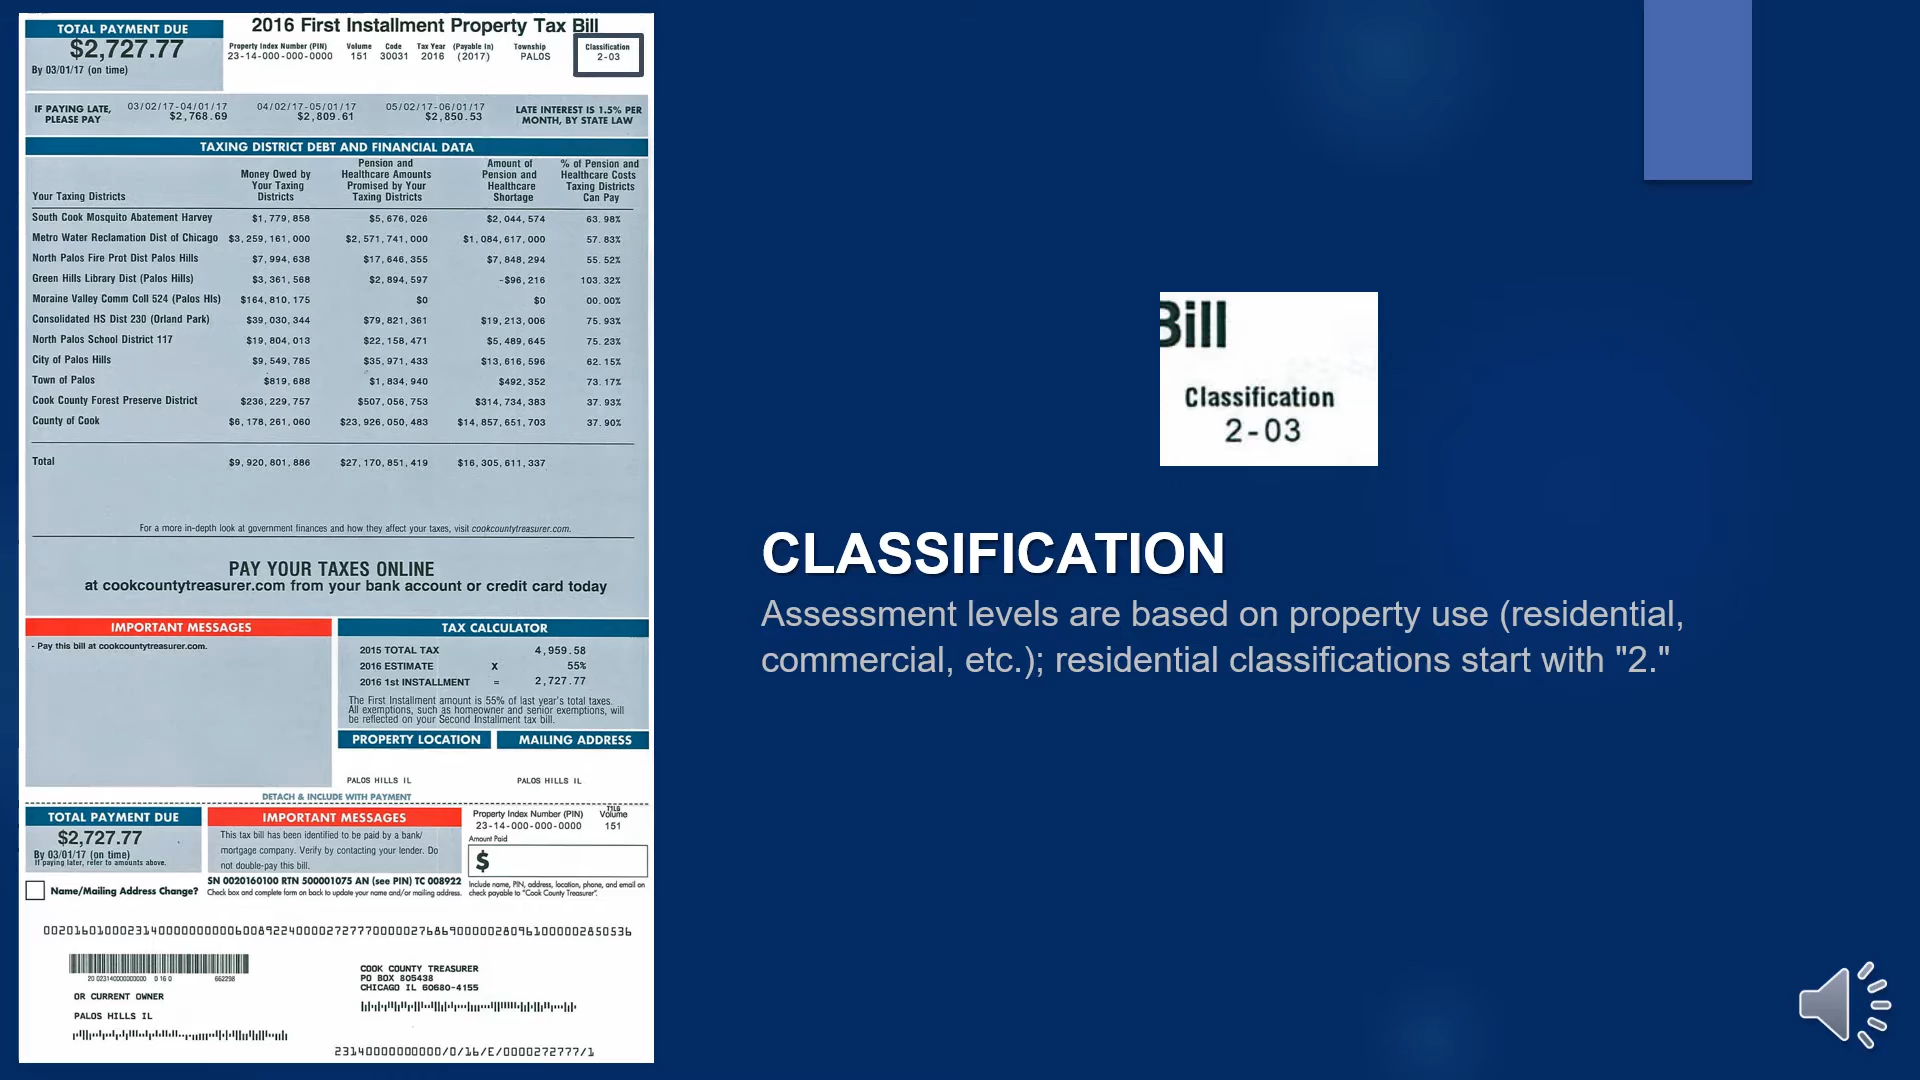 2016 First Installment Property Tax Bill
TOTAL PAYMENT DUE
$2,727.77
By 03/01/17 (on time)
Property Index Number (PIN) Volume Code Tax Year (Payable In) Township Classification
23-14-000-000-0000 151 30031 2016 (2017) PALOS 2-03
IF PAYING LATE, PLEASE PAY
03/02/17-04/01/17 04/02/17-05/01/17 05/02/17-06/01/17
$2,768.69 $2,809.61 $2,850.53
LATE INTEREST IS 1.5% PER
MONTH, BY STATE LAW
TAXING DISTRICT DEBT AND FINANCIAL DATA
Your Taxing Districts
Money Owed by
Your Taxing
Districts
Pension and
Healthcare Amounts
Promised by Your
Taxing Districts
Amount of
Pension and
Healthcare
Shortage
% of Pension and
Healthcare Costs
Taxing Districts
Can Pay
South Cook Mosquito Abatement Harvey $1,779,858 $5,676,026 $2,044,574 63.98%
Metro Water Reclamation Dist of Chicago $3,259,161,000 $2,571,741,000 $1,084,617,000 57.83%
North Palos Fire Prot Dist Palos Hills $7,994,638 $17,646,355 $7,848,294 55.52%
Green Hills Library Dist (Palos Hills) $3,361,568 $2,894,597 -$96,216 103.32%
Moraine Valley Comm Coll 524 (Palos Hls) $164,810,175 $0 $0 00.00%
Consolidated HS Dist 230 (Orland Park) $39,030,344 $79,821,361 $19,213,006 75.93%
North Palos School District 117 $19,804,013 $22,158,471 $5,489,645 75.23%
City of Palos Hills $9,549,785 $35,971,433 $13,616,596 62.15%
Town of Palos $819,688 $1,834,940 $492,352 73.17%
Cook County Forest Preserve District $236,229,757 $507,056,753 $314,734,383 37.93%
County of Cook $6,178,261,060 $23,926,050,483 $14,857,651,703 37.90%
Total $9,920,801,886 $27,170,851,419 $16,305,611,337
For a more in-depth look at government finances and how they affect your taxes, visit cookcountytreasurer.com.
PAY YOUR TAXES ONLINE
at cookcountytreasurer.com from your bank account or credit card today
IMPORTANT MESSAGES
- Pay this bill at cookcountytreasurer.com.
TAX CALCULATOR
2015 TOTAL TAX 4,959.58
2016 ESTIMATE X 55%
2016 1st INSTALLMENT = 2,727.77
The First Installment amount is 55% of last year's total taxes.
All exemptions, such as homeowner and senior exemptions, will
be reflected on your Second Installment tax bill.
PROPERTY LOCATION MAILING ADDRESS
PALOS HILLS IL PALOS HILLS IL
DETACH & INCLUDE WITH PAYMENT
TOTAL PAYMENT DUE
$2,727.77
By 03/01/17 (on time)
If paying later, refer to amounts above.
IMPORTANT MESSAGES
This tax bill has been identified to be paid by a bank/
mortgage company. Verify by contacting your lender. Do
not double-pay this bill.
T1LG
Property Index Number (PIN) Volume
23-14-000-000-0000 151
Amount Paid
$
SN 0020160100 RTN 500001075 AN (see PIN) TC 008922
Name/Mailing Address Change?
Check box and complete form on back to update your name and/or mailing address.
Include name, PIN, address, location, phone, and email on
check payable to "Cook County Treasurer".
20 023140000000000 0 16 0 662298
OR CURRENT OWNER
PALOS HILLS IL
COOK COUNTY TREASURER
PO BOX 805438
CHICAGO IL 60680-4155
23140000000000/0/16/E/0000272777/1
Bill
Classification
2-03
CLASSIFICATION
Assessment levels are based on property use (residential,
commercial, etc.); residential classifications start with "2."